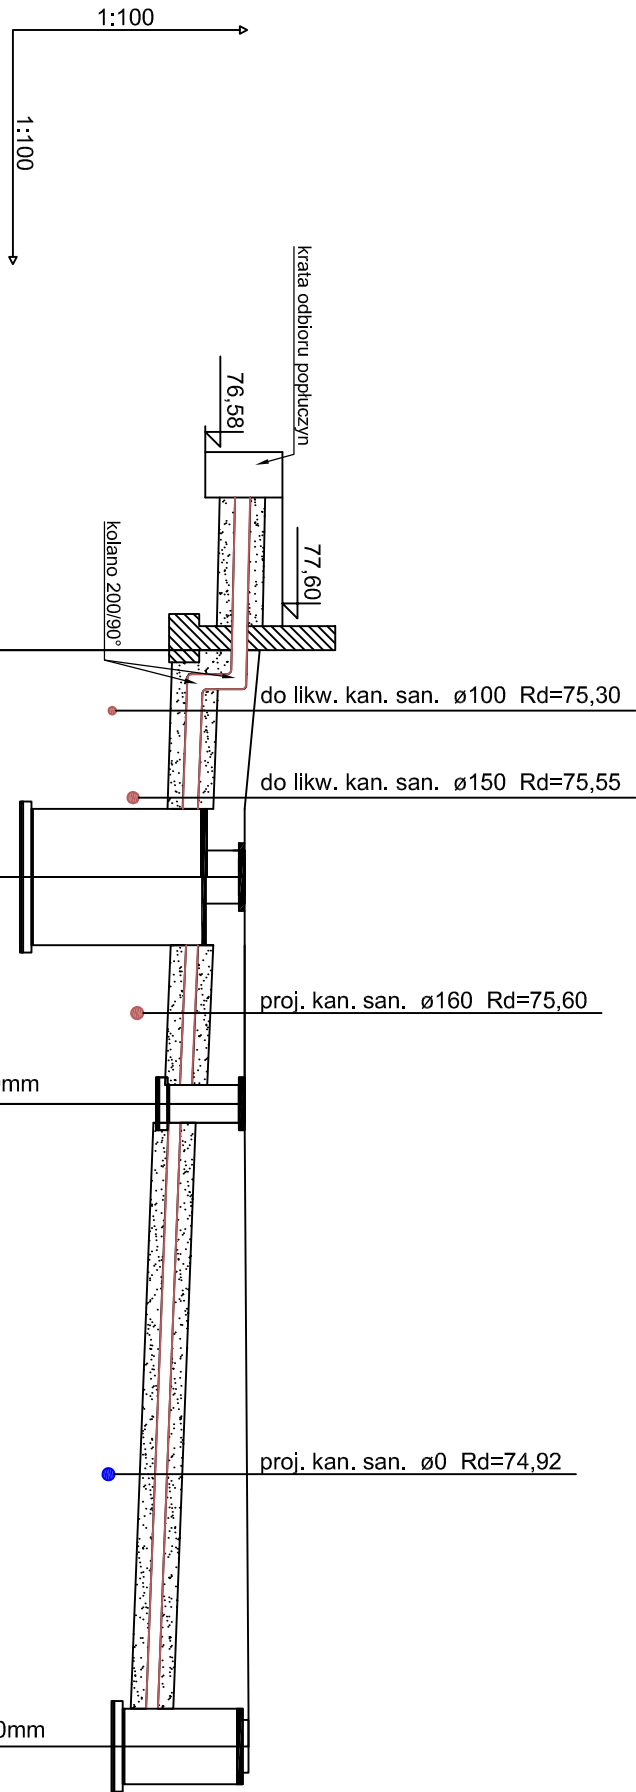 1:100
1:100
krata odbioru popłuczyn
76,58
77,60
kolano 200/90°
do likw. kan. san. ø100 Rd=75,30
do likw. kan. san. ø150 Rd=75,55
proj. kan. san. ø160 Rd=75,60
mm
proj. kan. san. ø0 Rd=74,92
0mm